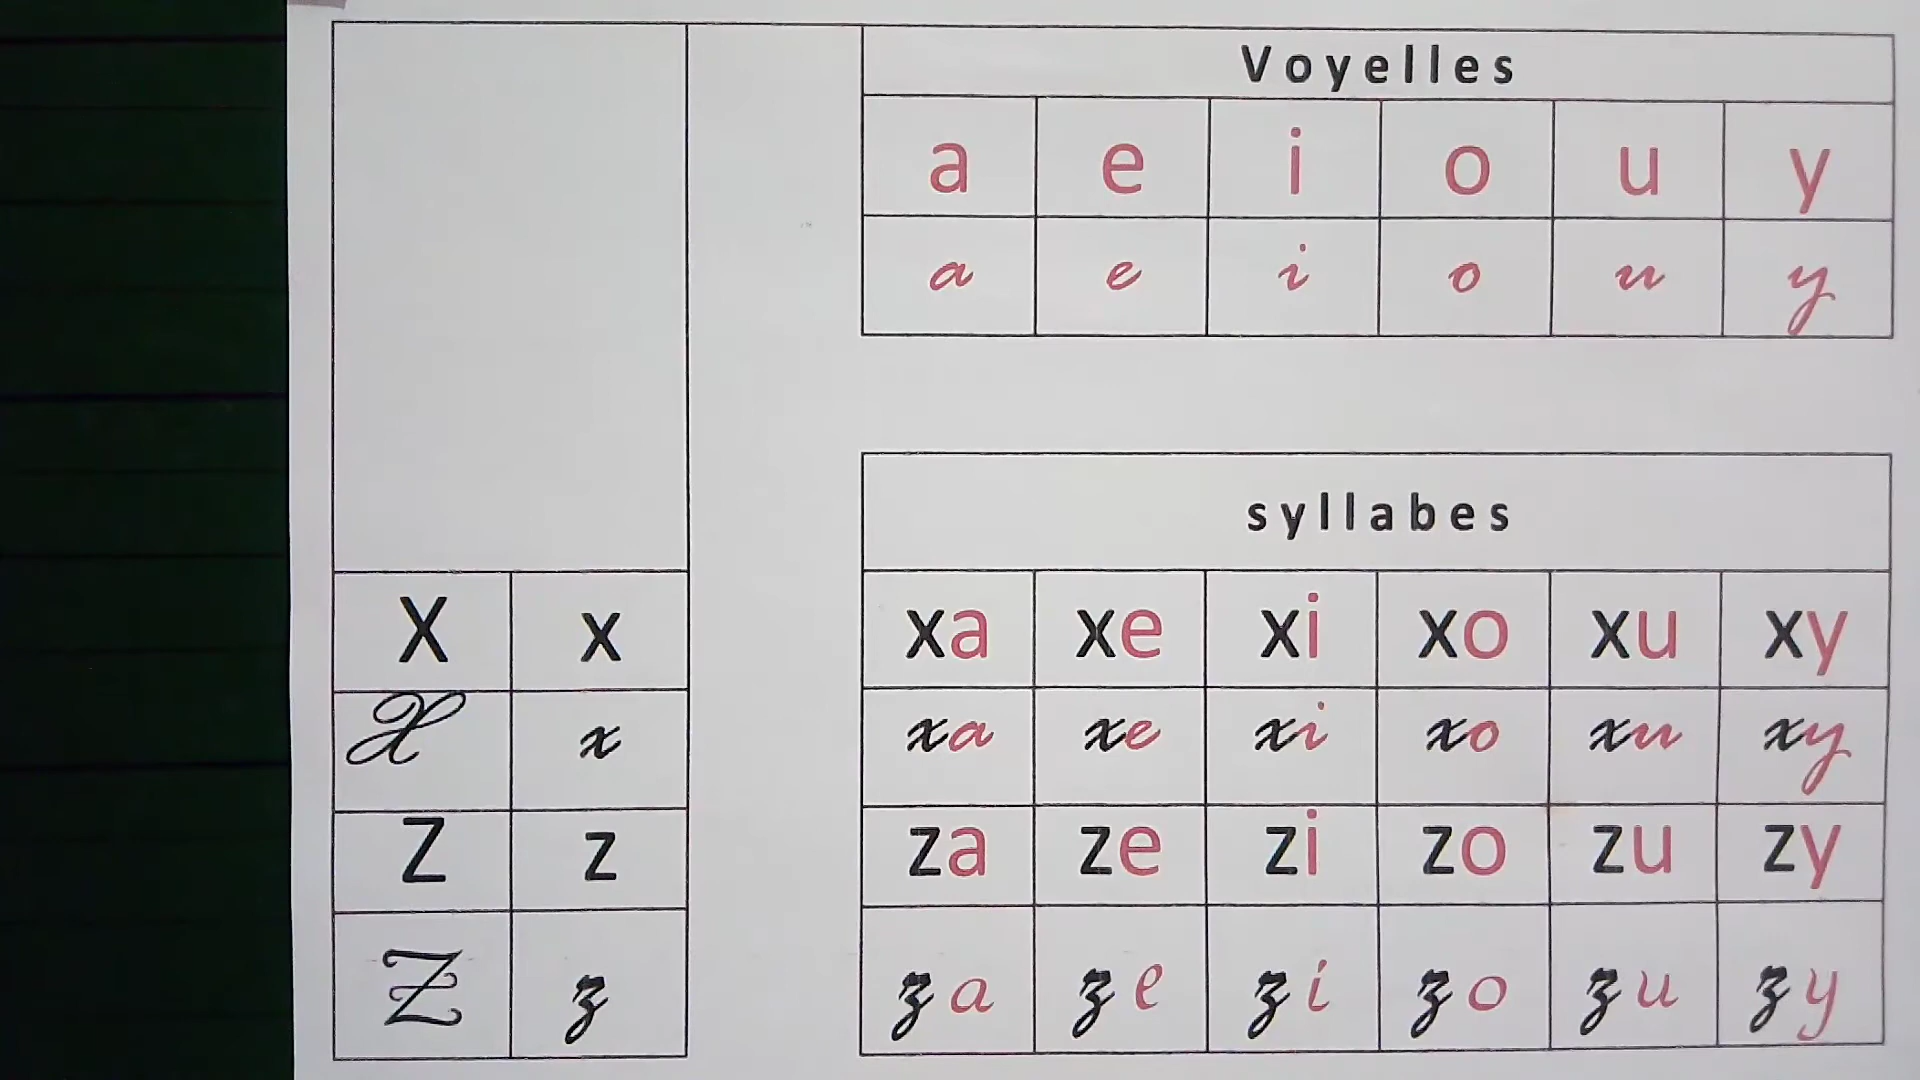 Voyelles
a e i o u y
a e i o u y
syllabes
X x
xa xe xi xo xu xy
X x
xa xe xi xo xu xy
Z z
za ze zi zo zu zy
Z z
za ze zi zo zu zy